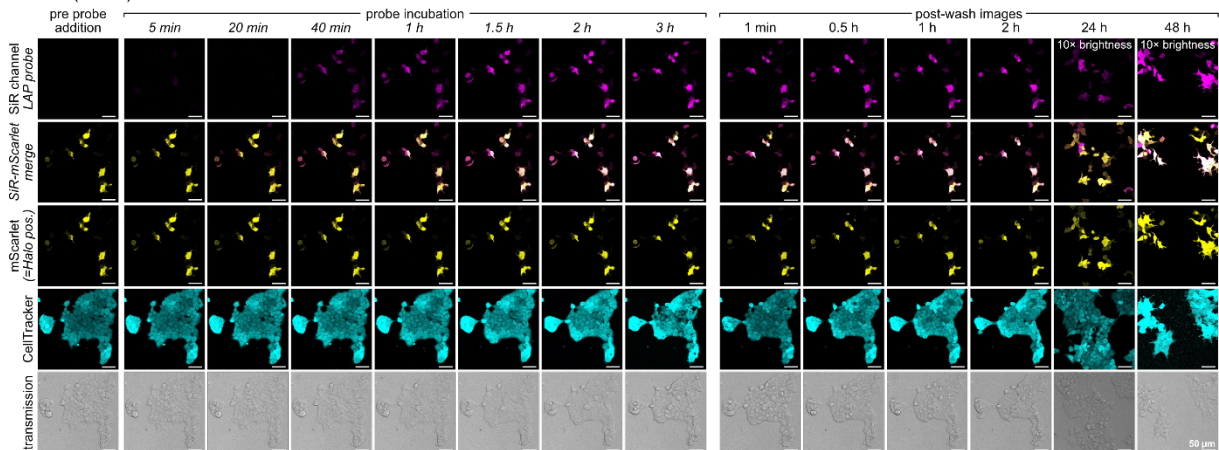 probe incubation
post-wash images
pre probe
addition
5 min
20 min
40 min
1 h
1.5 h
2 h
3 h
1 min
0.5 h
1 h
2 h
24 h
48 h
SiR channel
LAP probe
10× brightness
10× brightness
SiR-mScarlet
merge
mScarlet
(=Halo pos.)
CellTracker
transmission
50 µm